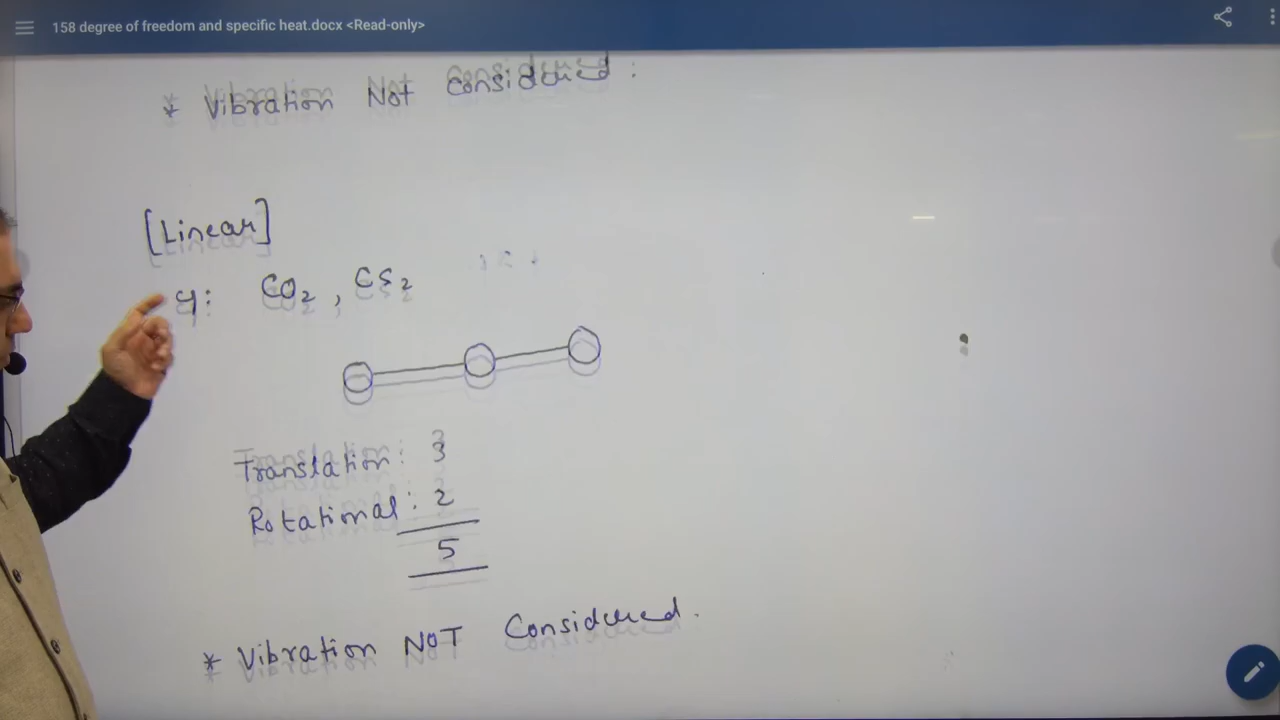 158 degree of freedom and specific heat.docx <Read-only>
* Vibration Not Considered :
[Linear]
eg: CO2 , CS2
Translation : 3
Rotational : 2
5
* Vibration NOT Considered.